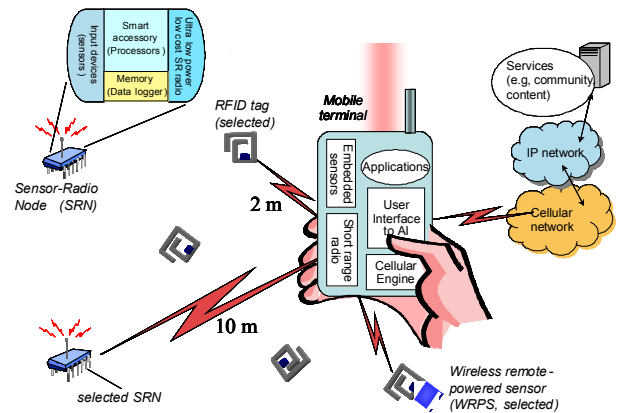 Input devices
(sensors)
Smart
accessory
(Processors)
Memory
(Data logger)
Ultra low power
low cost SR radio
Sensor-Radio
Node (SRN)
RFID tag
(selected)
2 m
10 m
selected SRN
Mobile
terminal
Embedded
sensors
Applications
User
Interface
to AI
Short range
radio
Cellular
Engine
Services
(e.g, community,
content)
IP network
Cellular
network
Wireless remote-
powered sensor
(WRPS, selected)